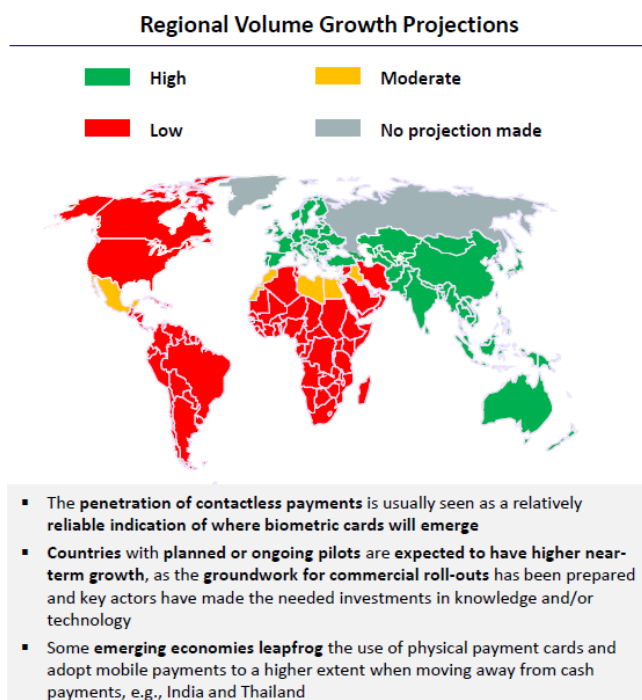 Regional Volume Growth Projections
High
Moderate
Low
No projection made
▪ The penetration of contactless payments is usually seen as a relatively
reliable indication of where biometric cards will emerge
▪ Countries with planned or ongoing pilots are expected to have higher near-
term growth, as the groundwork for commercial roll-outs has been prepared
and key actors have made the needed investments in knowledge and/or
technology
▪ Some emerging economies leapfrog the use of physical payment cards and
adopt mobile payments to a higher extent when moving away from cash
payments, e.g., India and Thailand